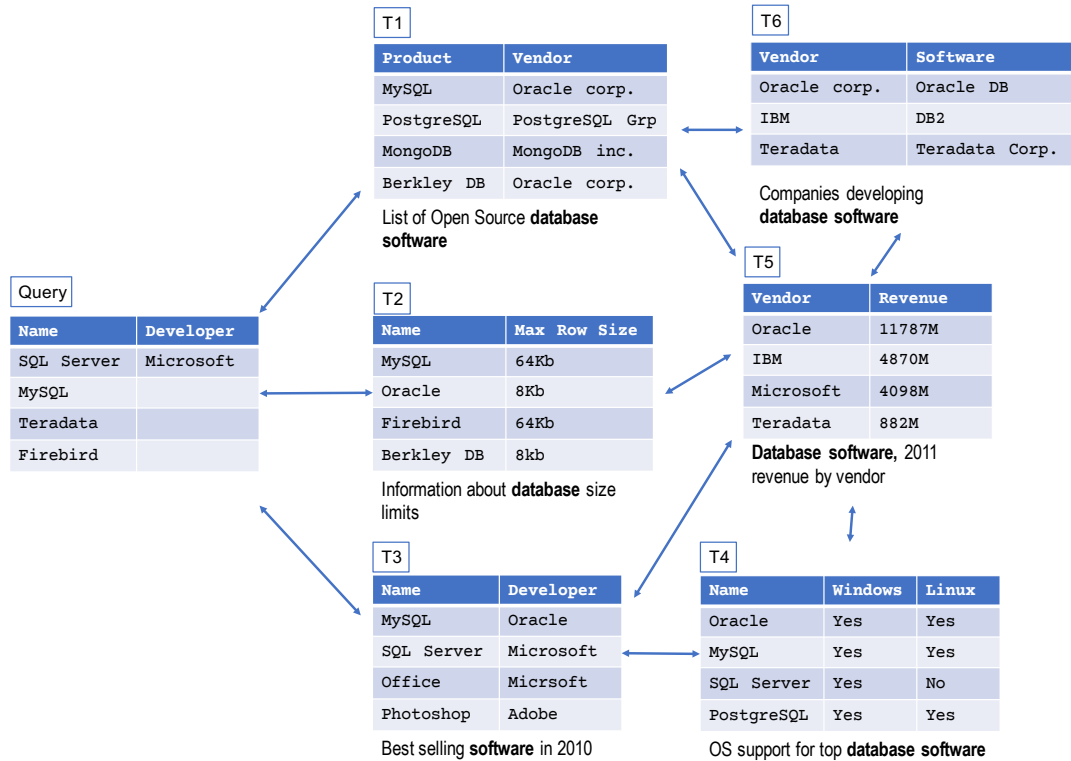 T1
Product Vendor
MySQL Oracle corp.
PostgreSQL PostgreSQL Grp
MongoDB MongoDB inc.
Berkley DB Oracle corp.
List of Open Source database
software
T6
Vendor Software
Oracle corp. Oracle DB
IBM DB2
Teradata Teradata Corp.
Companies developing
database software
Query
Name Developer
SQL Server Microsoft
MySQL
Teradata
Firebird
T2
Name Max Row Size
MySQL 64Kb
Oracle 8Kb
Firebird 64Kb
Berkley DB 8kb
Information about database size
limits
T5
Vendor Revenue
Oracle 11787M
IBM 4870M
Microsoft 4098M
Teradata 882M
Database software, 2011
revenue by vendor
T3
Name Developer
MySQL Oracle
SQL Server Microsoft
Office Micrsoft
Photoshop Adobe
Best selling software in 2010
T4
Name Windows Linux
Oracle Yes Yes
MySQL Yes Yes
SQL Server Yes No
PostgreSQL Yes Yes
OS support for top database software